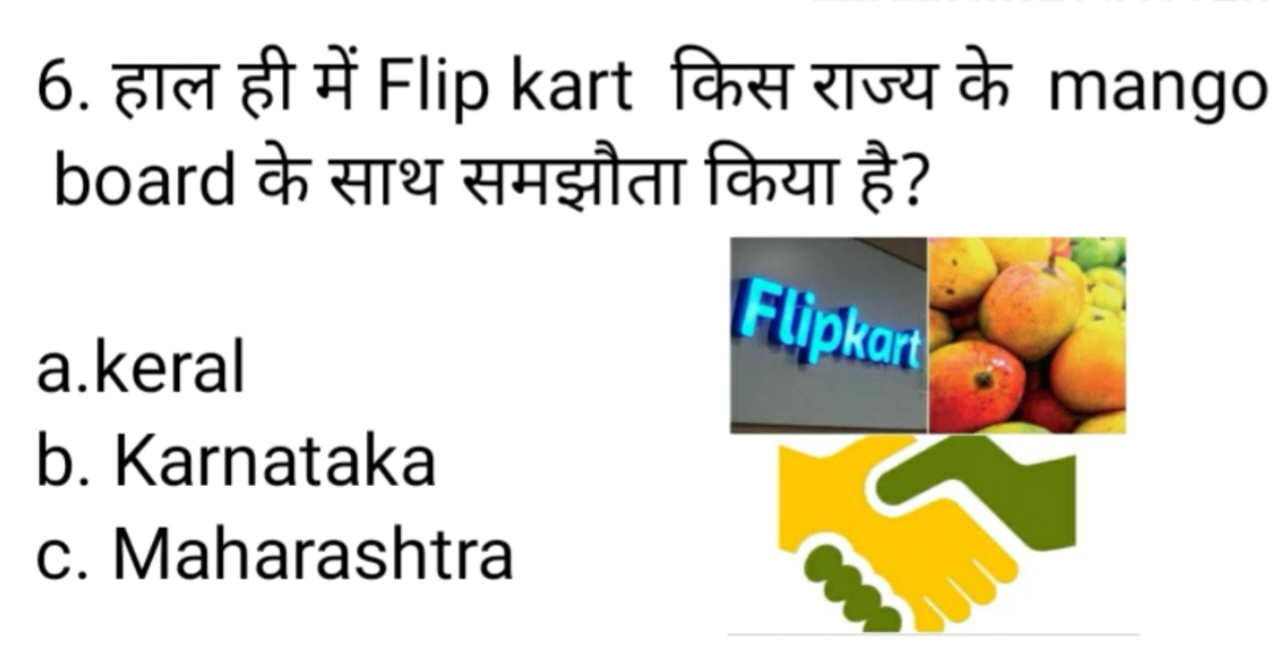 6. हाल ही में Flip kart किस राज्य के mango
board के साथ समझौता किया है?
Flipkart
a.keral
b. Karnataka
c. Maharashtra